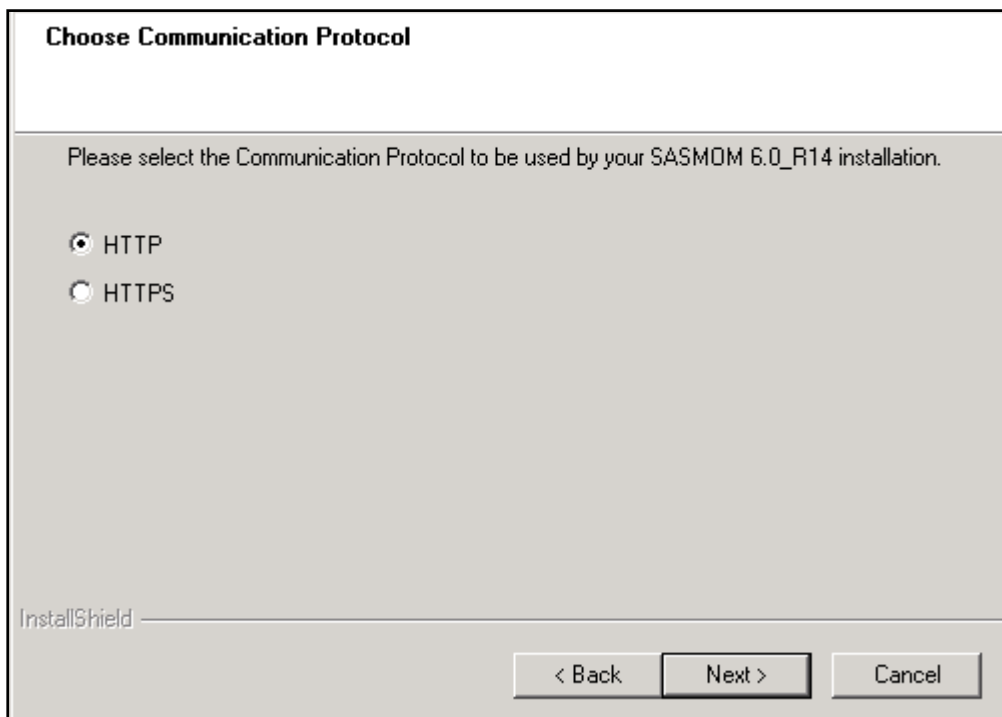 Choose Communication Protocol
Please select the Communication Protocol to be used by your SASMOM 6.0_R14 installation.
HTTP
HTTPS
InstallShield
< Back Next > Cancel